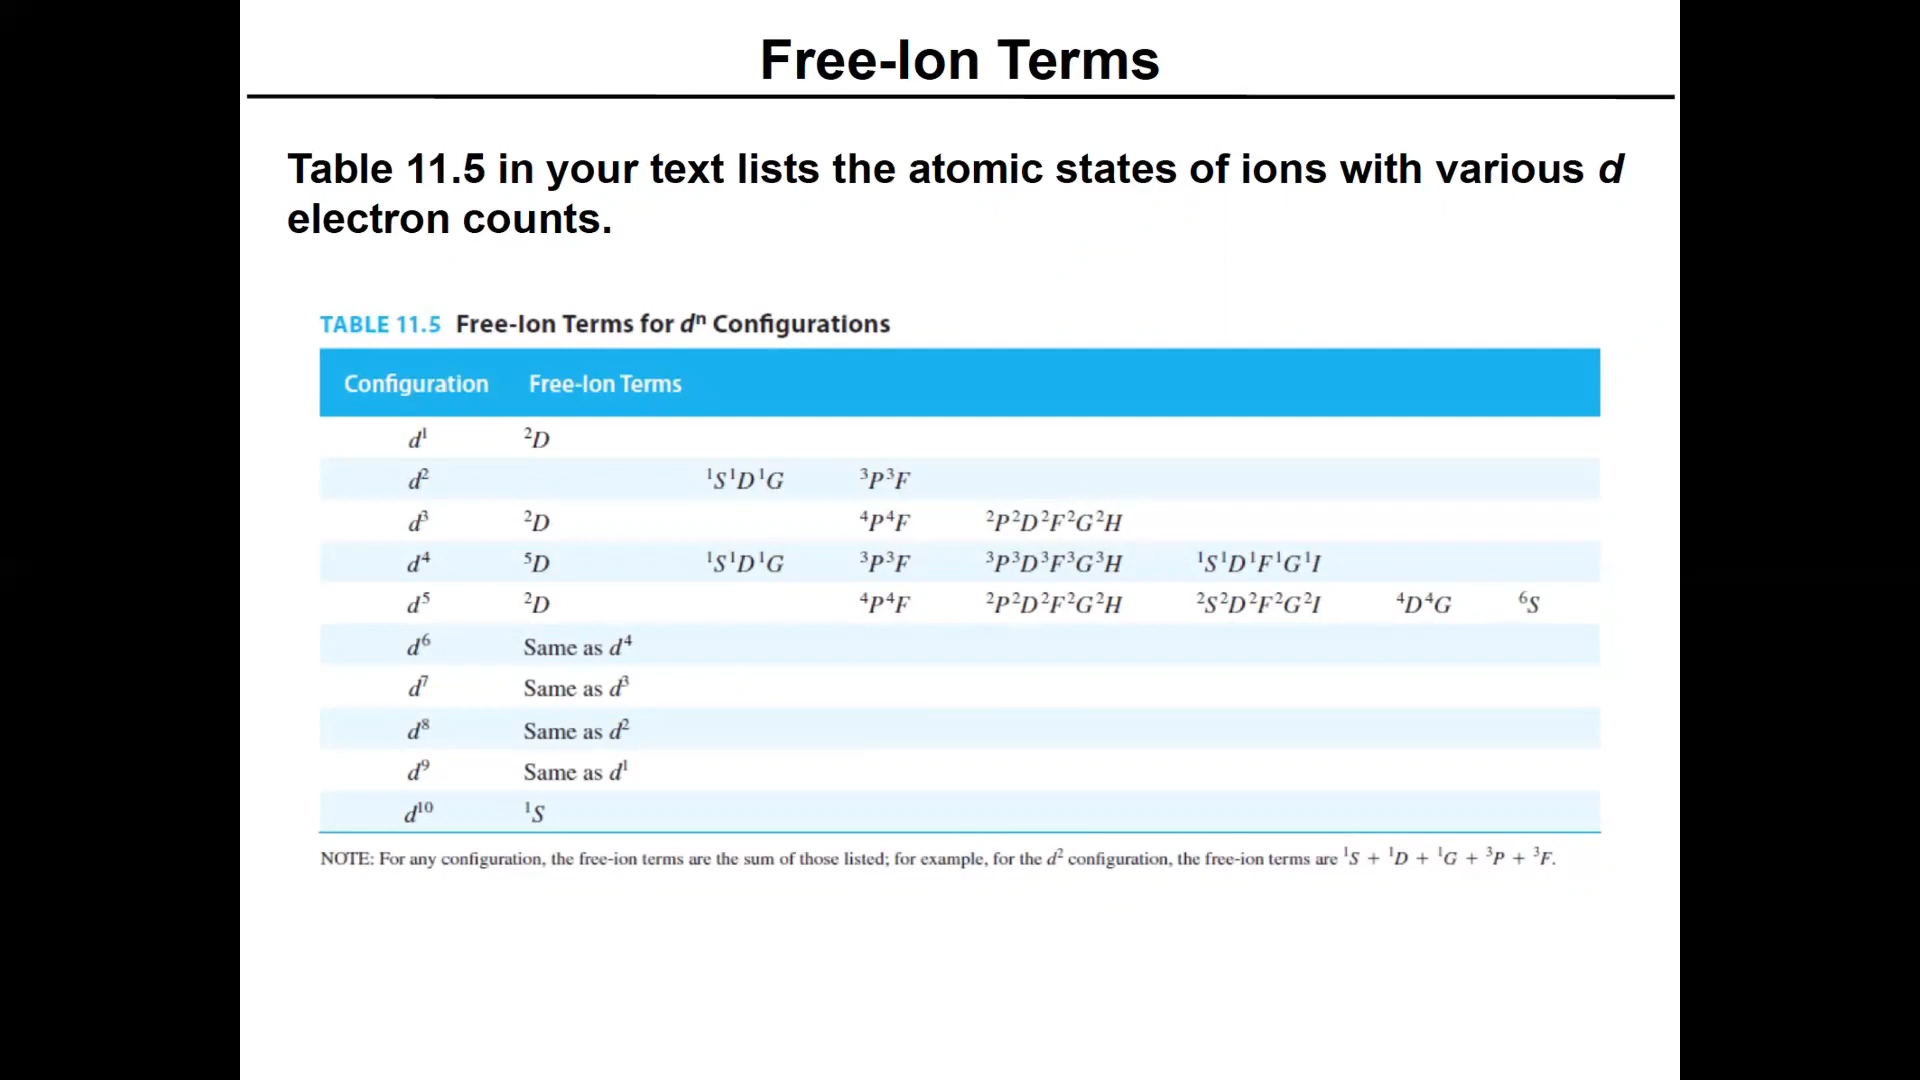 Free-Ion Terms
Table 11.5 in your text lists the atomic states of ions with various d
electron counts.
TABLE 11.5 Free-Ion Terms for dⁿ Configurations
Configuration Free-Ion Terms
d¹ ²D
d² ¹S¹D¹G ³P³F
d³ ²D ⁴P⁴F ²P²D²F²G²H
d⁴ ⁵D ¹S¹D¹G ³P³F ³P³D³F³G³H ¹S¹D¹F¹G¹I
d⁵ ²D ⁴P⁴F ²P²D²F²G²H ²S²D²F²G²I ⁴D⁴G ⁶S
d⁶ Same as d⁴
d⁷ Same as d³
d⁸ Same as d²
d⁹ Same as d¹
d¹⁰ ¹S
NOTE: For any configuration, the free-ion terms are the sum of those listed; for example, for the d² configuration, the free-ion terms are ¹S + ¹D + ¹G + ³P + ³F.